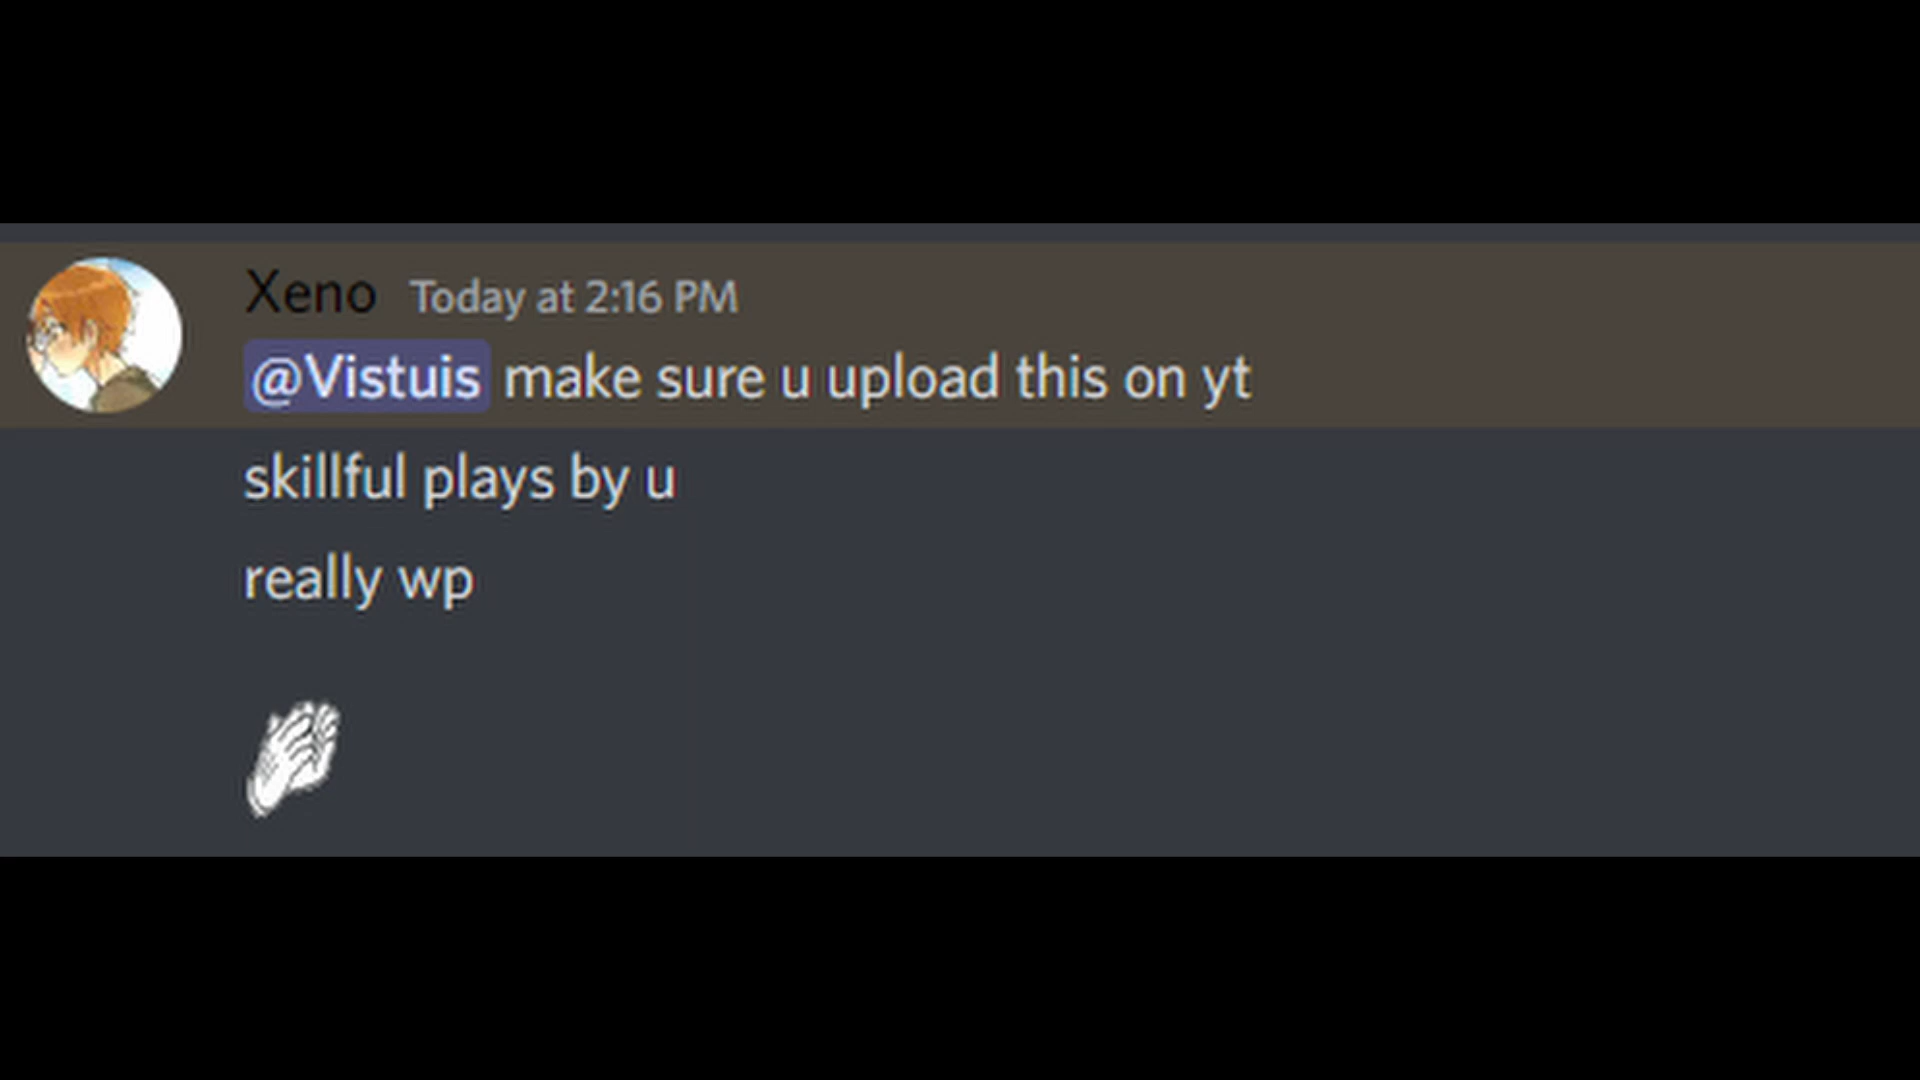 Xeno Today at 2:16 PM
@Vistuis make sure u upload this on yt
skillful plays by u
really wp